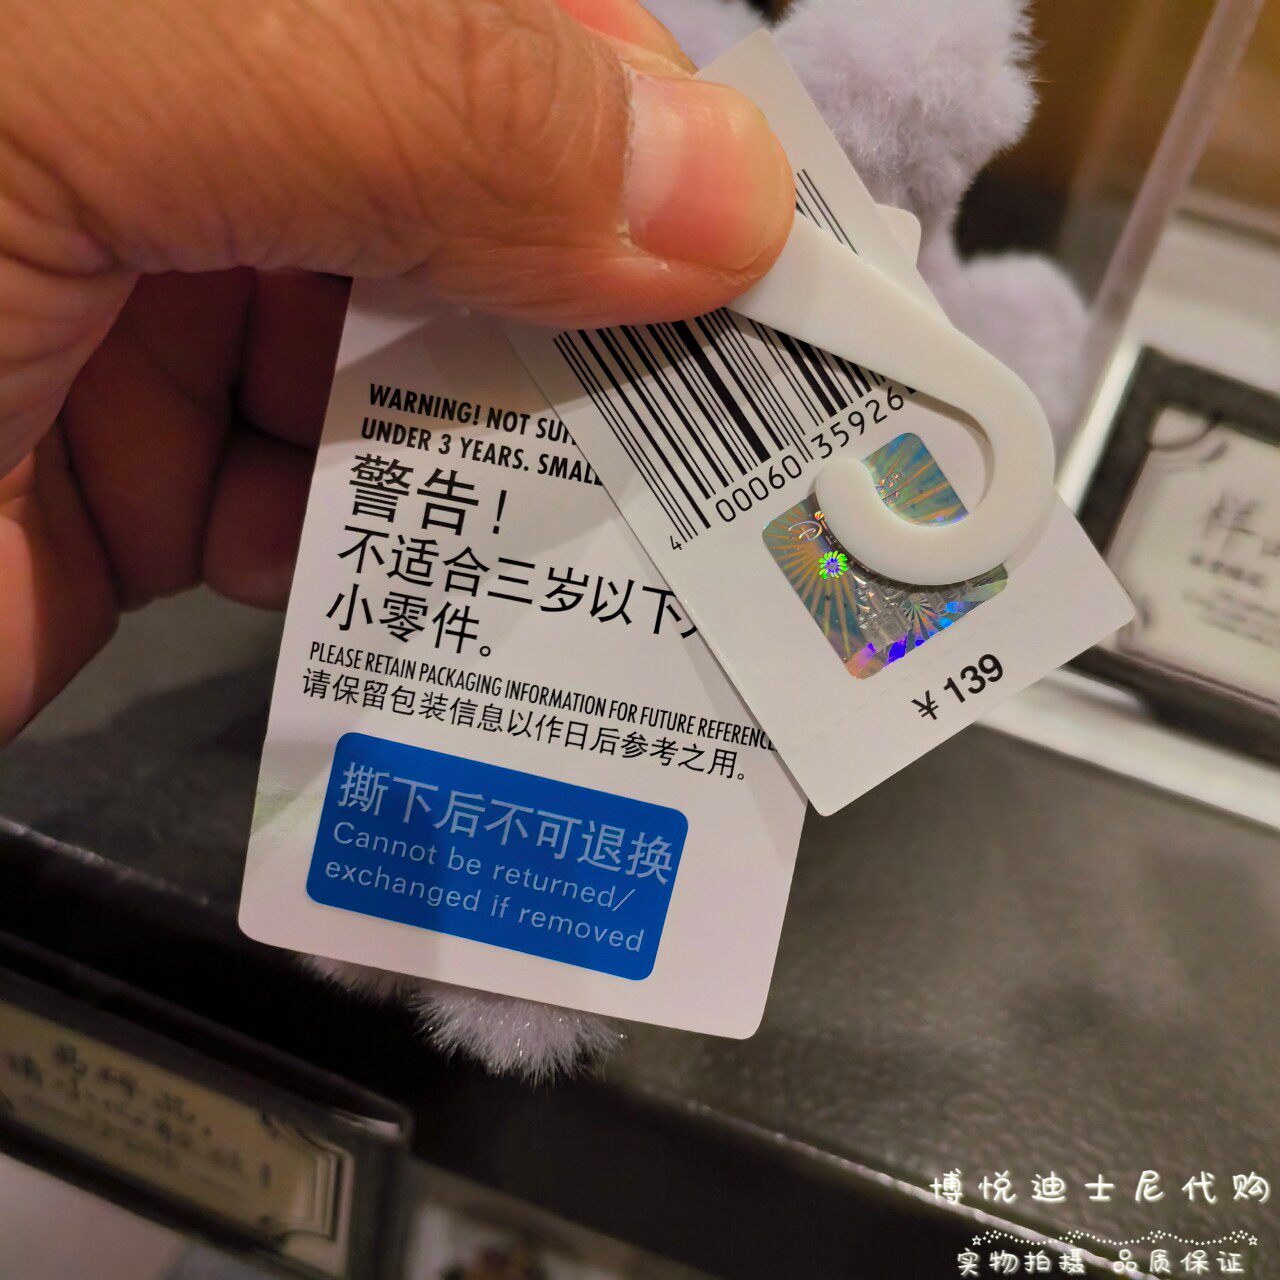 WARNING! NOT
UNDER 3 YEARS.
警告！
不适合三岁以下
小零件。
PLEASE RETAIN PACKAGING INFORMATION FOR FUTURE REFERENCE
请保留包装信息以作日后参考之用。
撕下后不可退换
Cannot be returned/
exchanged if removed
4 00060 35926
¥ 139
样
博悦迪士尼代购
实物拍摄 品质保证